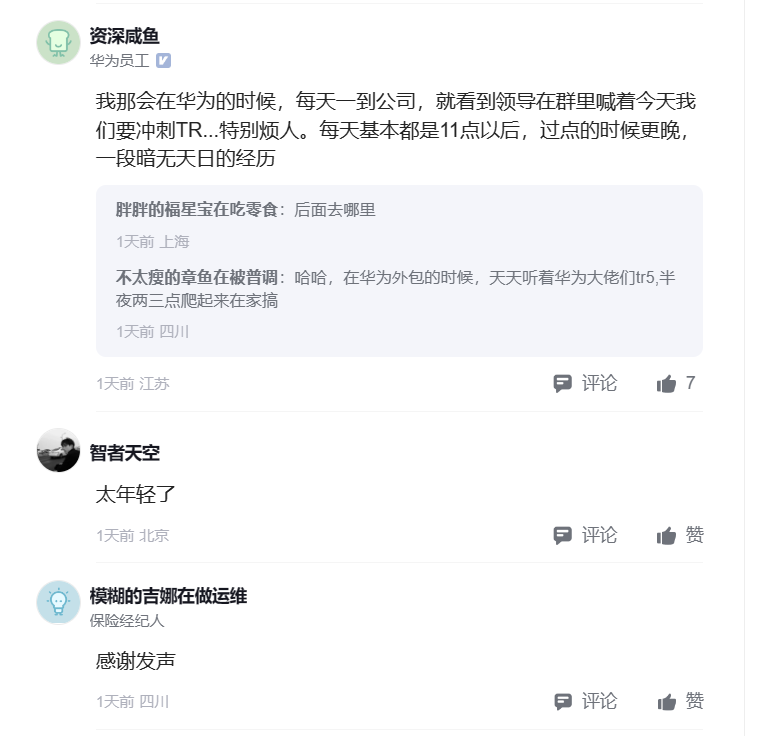 资深咸鱼
华为员工
我那会在华为的时候，每天一到公司，就看到领导在群里喊着今天我
们要冲刺TR...特别烦人。每天基本都是11点以后，过点的时候更晚，
一段暗无天日的经历
胖胖的福星宝在吃零食：后面去哪里
1天前 上海
不太瘦的章鱼在被普调：哈哈，在华为外包的时候，天天听着华为大佬们tr5,半
夜两三点爬起来在家搞
1天前 四川
1天前 江苏 评论 7
智者天空
太年轻了
1天前 北京 评论 赞
模糊的吉娜在做运维
保险经纪人
感谢发声
1天前 四川 评论 赞